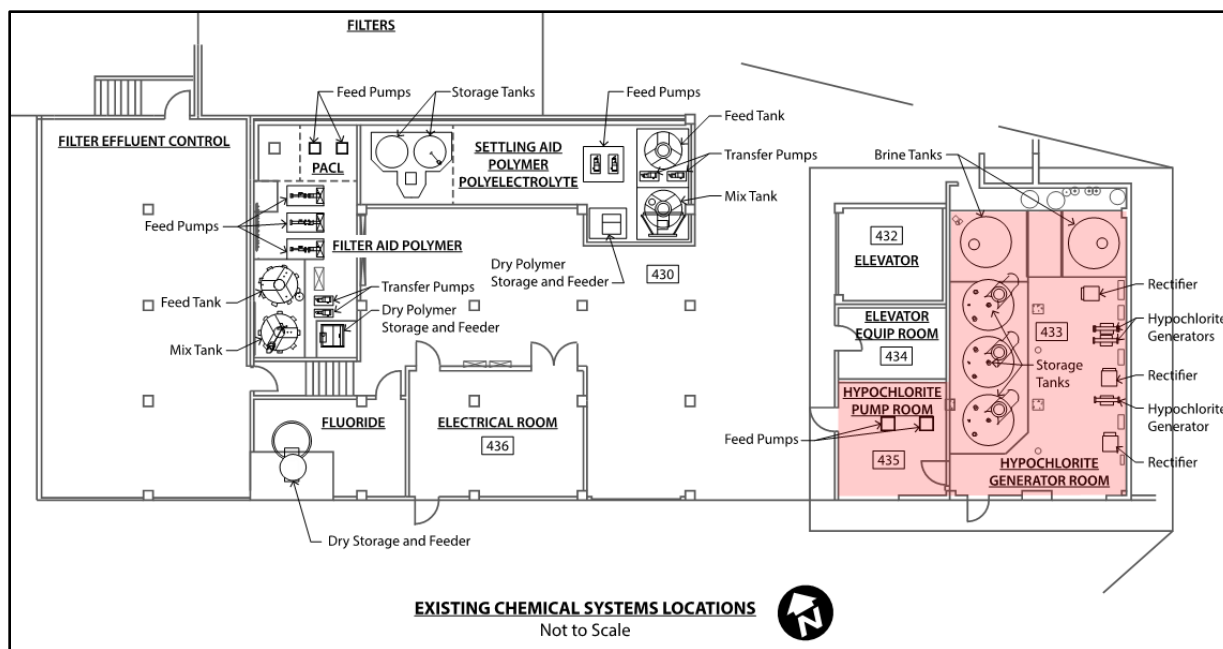 FILTERS
Feed Pumps
Storage Tanks
Feed Pumps
Feed Tank
FILTER EFFLUENT CONTROL
PACL
SETTLING AID
POLYMER
POLYELECTROLYTE
Transfer Pumps
Brine Tanks
Mix Tank
Feed Pumps
FILTER AID POLYMER
432
ELEVATOR
Dry Polymer
Storage and Feeder
430
Feed Tank
Transfer Pumps
Dry Polymer
Storage and Feeder
Mix Tank
ELEVATOR
EQUIP ROOM
434
433
Rectifier
Hypochlorite
Generators
Storage
Tanks
Rectifier
HYPOCHLORITE
PUMP ROOM
Hypochlorite
Generator
FLUORIDE
ELECTRICAL ROOM
436
Feed Pumps
435
Rectifier
HYPOCHLORITE
GENERATOR ROOM
Dry Storage and Feeder
EXISTING CHEMICAL SYSTEMS LOCATIONS
Not to Scale
N